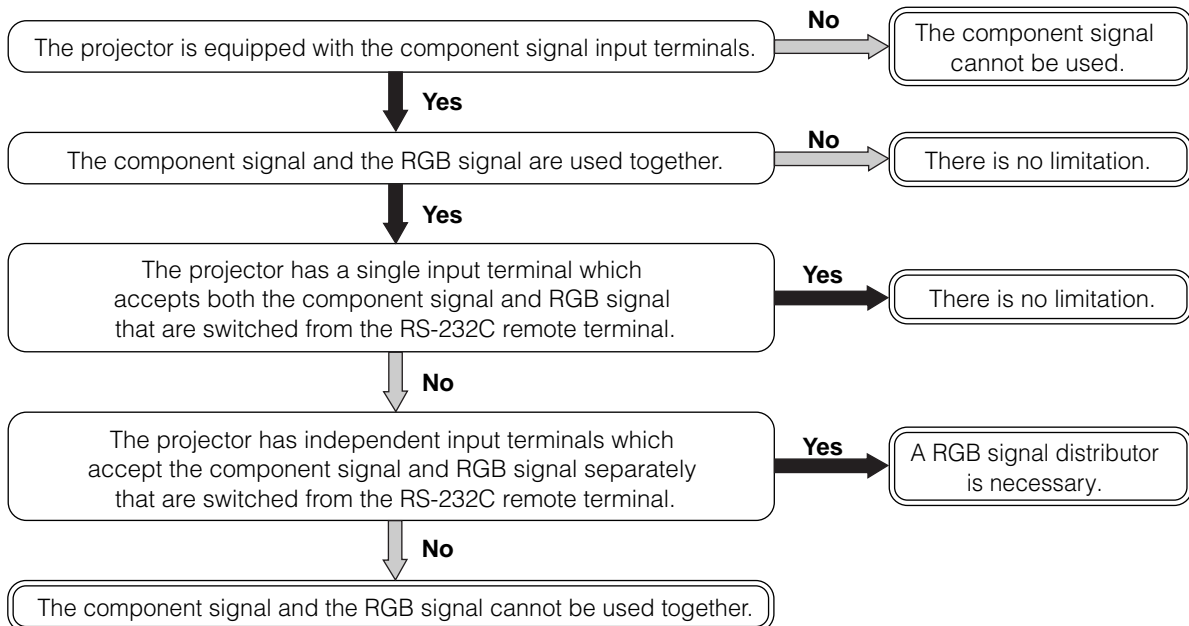 The projector is equipped with the component signal input terminals.
No
The component signal
cannot be used.
Yes
The component signal and the RGB signal are used together.
No
There is no limitation.
Yes
The projector has a single input terminal which
accepts both the component signal and RGB signal
that are switched from the RS-232C remote terminal.
Yes
There is no limitation.
No
The projector has independent input terminals which
accept the component signal and RGB signal separately
that are switched from the RS-232C remote terminal.
Yes
A RGB signal distributor
is necessary.
No
The component signal and the RGB signal cannot be used together.